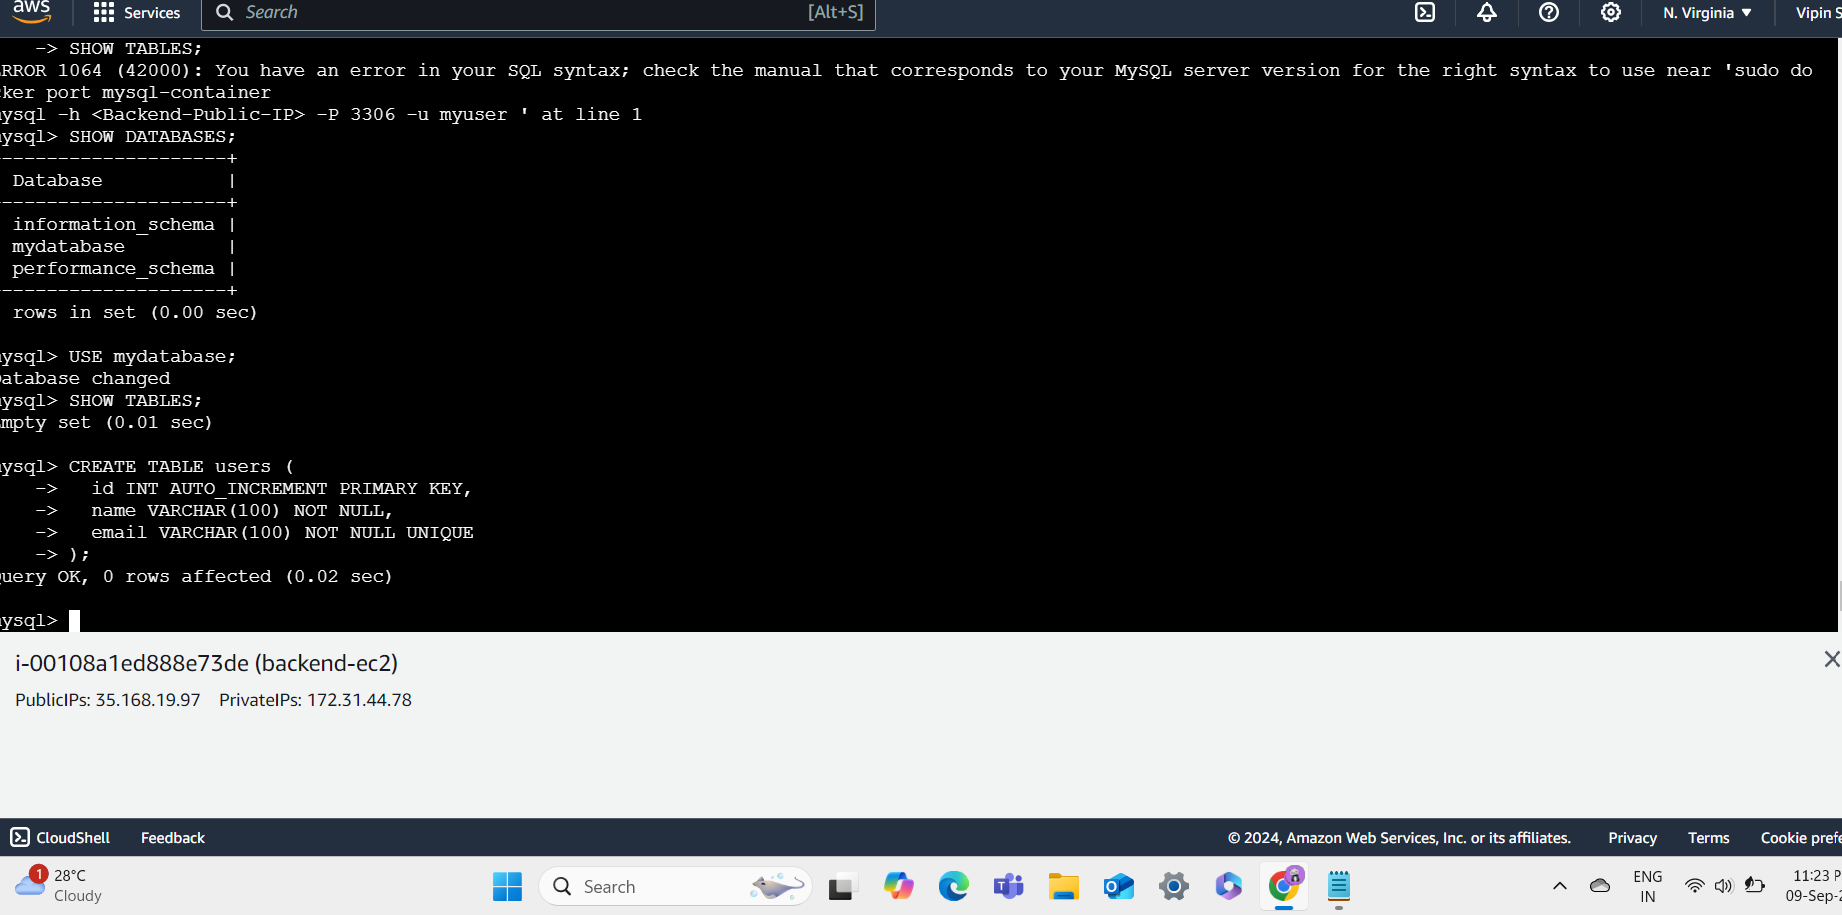 aws
Services
Search
[Alt+S]
N. Virginia ▼
Vipin S
-> SHOW TABLES;
RROR 1064 (42000): You have an error in your SQL syntax; check the manual that corresponds to your MySQL server version for the right syntax to use near 'sudo do
ker port mysql-container
ysql -h <Backend-Public-IP> -P 3306 -u myuser ' at line 1
ysql> SHOW DATABASES;
--------------------+
Database |
--------------------+
information_schema |
mydatabase |
performance_schema |
--------------------+
rows in set (0.00 sec)
ysql> USE mydatabase;
atabase changed
ysql> SHOW TABLES;
mpty set (0.01 sec)
ysql> CREATE TABLE users (
-> id INT AUTO_INCREMENT PRIMARY KEY,
-> name VARCHAR(100) NOT NULL,
-> email VARCHAR(100) NOT NULL UNIQUE
-> );
uery OK, 0 rows affected (0.02 sec)
ysql>
i-00108a1ed888e73de (backend-ec2)
PublicIPs: 35.168.19.97 PrivateIPs: 172.31.44.78
CloudShell Feedback © 2024, Amazon Web Services, Inc. or its affiliates. Privacy Terms Cookie prefe
1
28°C
Cloudy
Search
ENG
IN
11:23 P
09-Sep-2